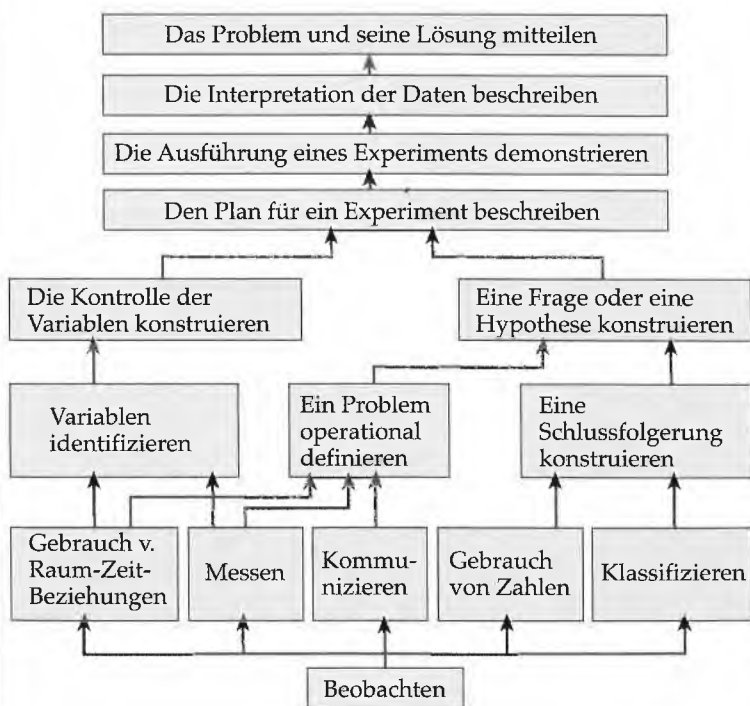 Das Problem und seine Lösung mitteilen
Die Interpretation der Daten beschreiben
Die Ausführung eines Experiments demonstrieren
Den Plan für ein Experiment beschreiben
Die Kontrolle der
Variablen konstruieren
Eine Frage oder eine
Hypothese konstruieren
Variablen
identifizieren
Ein Problem
operational
definieren
Eine
Schlussfolgerung
konstruieren
Gebrauch v.
Raum-Zeit-
Beziehungen
Messen
Kommu-
nizieren
Gebrauch
von Zahlen
Klassifizieren
Beobachten